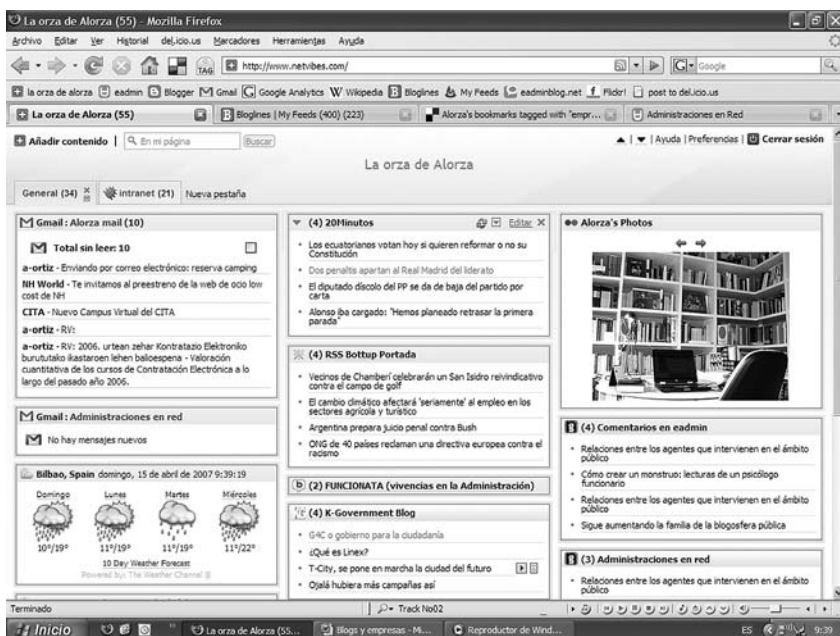 La orza de Alorza (55) - Mozilla Firefox
Archivo Editar Ver Historial del.icio.us Marcadores Herramientas Ayuda
TAG http://www.netvibes.com/ G Google
la orza de alorza eadmin Blogger Gmail Google Analytics Wikipedia Bloglines My Feeds eadminblog.net Flickr! post to del.icio.us
La orza de Alorza (55) Bloglines | My Feeds (400) (223) Alorza's bookmarks tagged with "empr... Administraciones en Red
Añadir contenido | En mi página Buscar | Ayuda | Preferencias | Cerrar sesión
La orza de Alorza
General (34) intranet (21) Nueva pestaña
Gmail : Alorza mail (10)
Total sin leer: 10
a-ortiz - Enviando por correo electrónico: reserva camping
NH World - Te invitamos al preestreno de la web de ocio low
cost de NH
CITA - Nuevo Campus Virtual del CITA
a-ortiz - RV:
a-ortiz - RV: 2006. urtean zehar Kontratazio Elektroniko
burututako ikastaroen lehen baloespena - Valoración
cuantitativa de los cursos de Contratación Electrónica a lo
largo del pasado año 2006.
Gmail : Administraciones en red
No hay mensajes nuevos
Bilbao, Spain domingo, 15 de abril de 2007 9:39:19
Domingo Lunes Martes Miércoles
10°/19° 11°/19° 11°/19° 11°/22°
10 Day Weather Forecast
Powered by: The Weather Channel ®
(4) 20Minutos Editar X
Los ecuatorianos votan hoy si quieren reformar o no su
Constitución
Dos penaltis apartan al Real Madrid del liderato
El diputado díscolo del PP se da de baja del partido por
carta
Alonso iba cargado: "Hemos planeado retrasar la primera
parada"
(4) RSS Bottup Portada
Vecinos de Chamberí celebrarán un San Isidro reivindicativo
contra el campo de golf
El cambio climático afectará 'seriamente' al empleo en los
sectores agrícola y turístico
Argentina prepara juicio penal contra Bush
ONG de 40 países reclaman una directiva europea contra el
racismo
(2) FUNCIONATA (vivencias en la Administración)
(4) K-Government Blog
G4C o gobierno para la ciudadanía
¿Qué es Linex?
T-City, se pone en marcha la ciudad del futuro
Ojalá hubiera más campañas así
Alorza's Photos
(4) Comentarios en eadmin
Relaciones entre los agentes que intervienen en el ámbito
público
Cómo crear un monstruo: lecturas de un psicólogo
funcionario
Relaciones entre los agentes que intervienen en el ámbito
público
Sigue aumentando la familia de la blogosfera pública
(3) Administraciones en red
Relaciones entre los agentes que intervienen en el ámbito
público
Terminado Track No02
Inicio La orza de Alorza (55... Blogs y empresas - Mi... Reproductor de Wind... ES 9:39